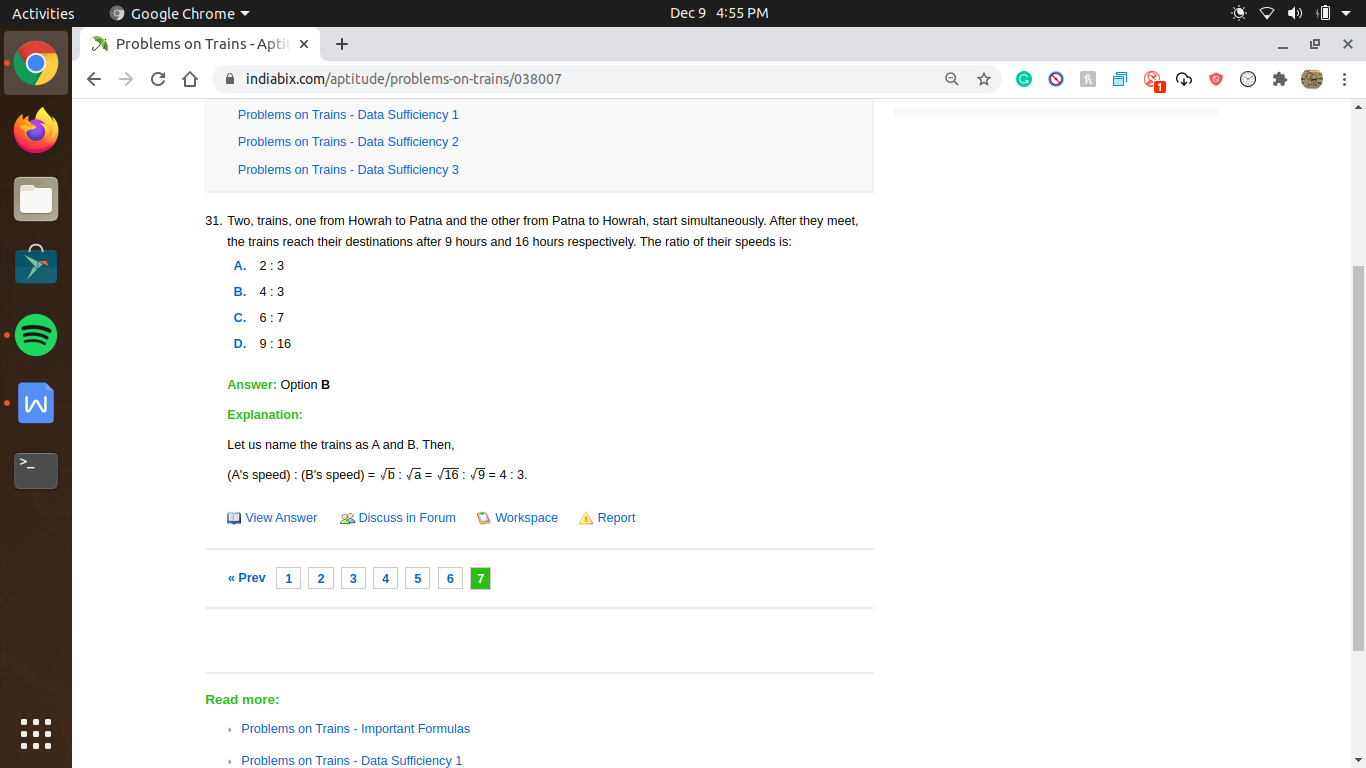 Activities
Google Chrome
Dec 9 4:55 PM
Problems on Trains - Aptit
indiabix.com/aptitude/problems-on-trains/038007
1
Problems on Trains - Data Sufficiency 1
Problems on Trains - Data Sufficiency 2
Problems on Trains - Data Sufficiency 3
31. Two, trains, one from Howrah to Patna and the other from Patna to Howrah, start simultaneously. After they meet,
the trains reach their destinations after 9 hours and 16 hours respectively. The ratio of their speeds is:
A. 2 : 3
B. 4 : 3
C. 6 : 7
D. 9 : 16
Answer: Option B
Explanation:
Let us name the trains as A and B. Then,
(A's speed) : (B's speed) = √b : √a = √16 : √9 = 4 : 3.
View Answer Discuss in Forum Workspace Report
« Prev 1 2 3 4 5 6 7
Read more:
Problems on Trains - Important Formulas
Problems on Trains - Data Sufficiency 1